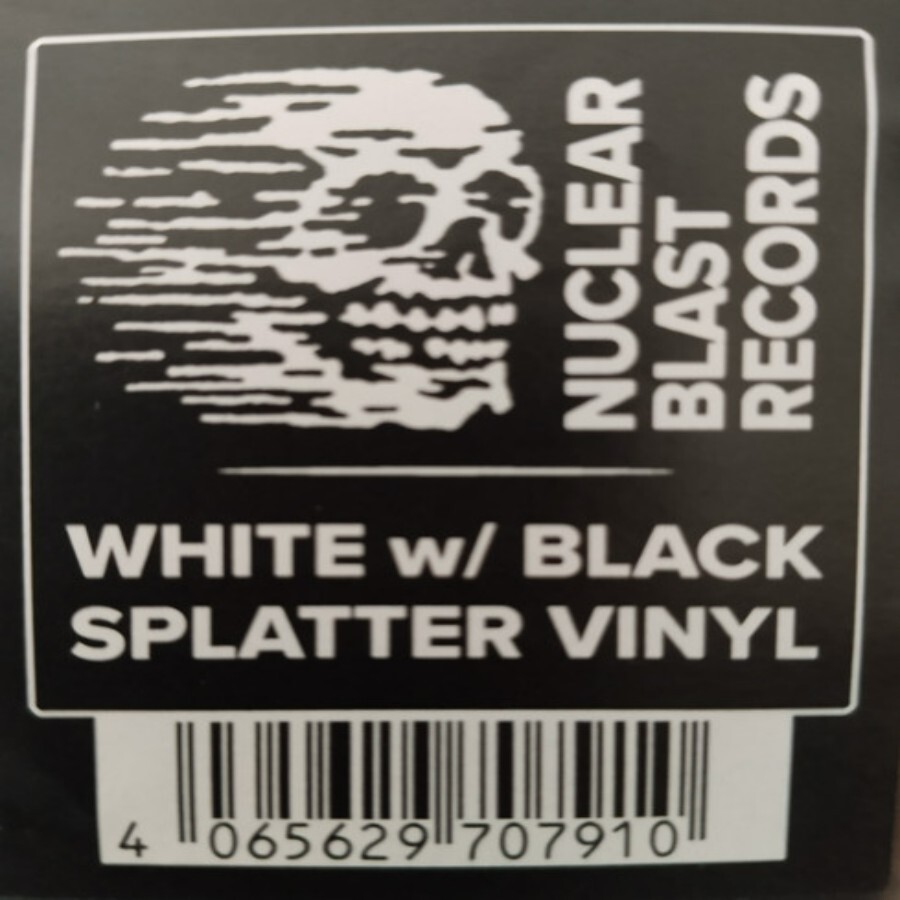 NUCLEAR
BLAST
RECORDS
WHITE w/ BLACK
SPLATTER VINYL
4 065629 707910